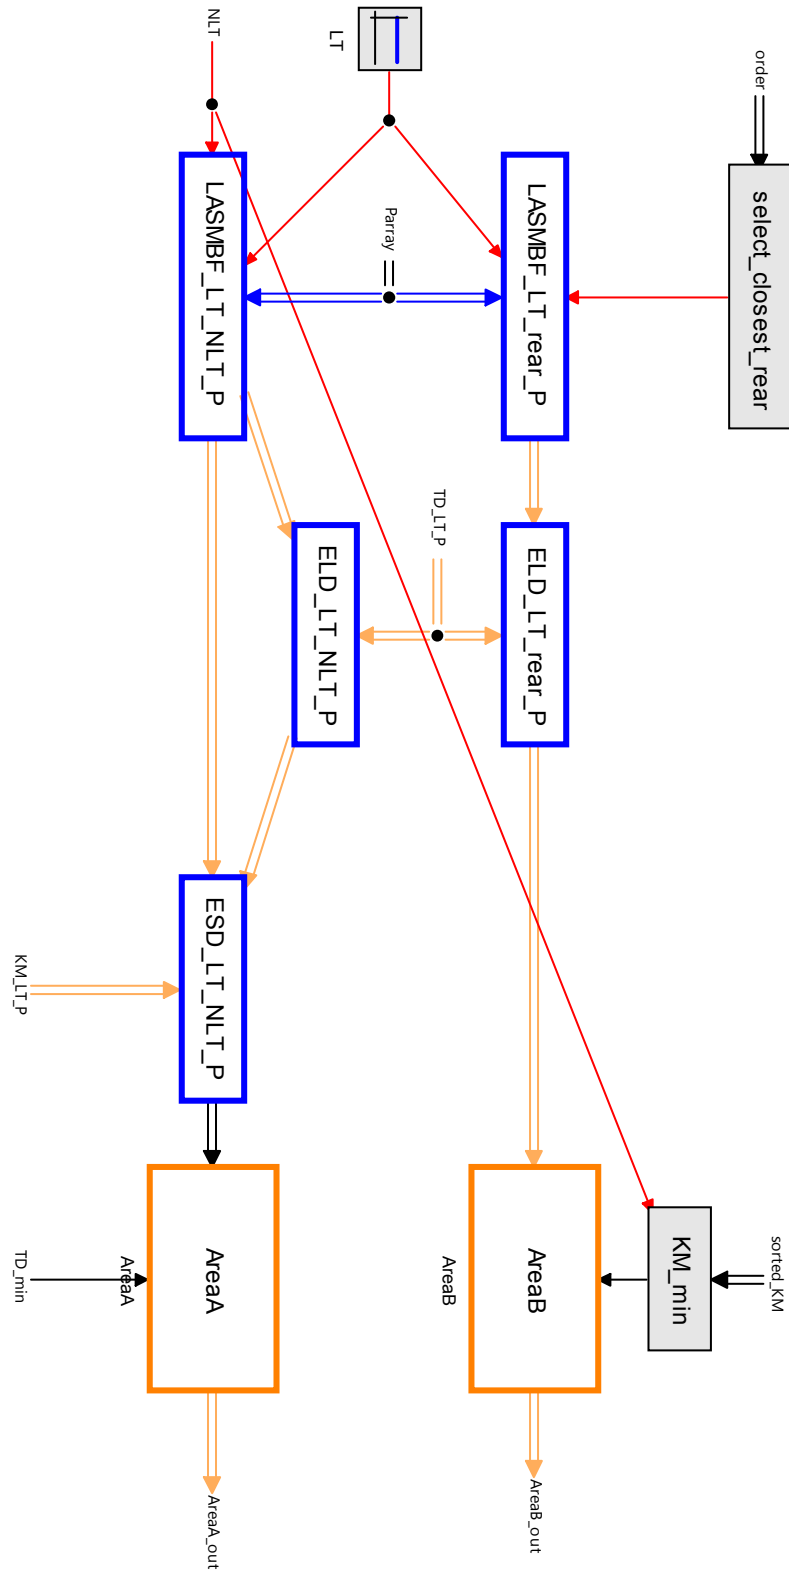 order
select_closest_rear
LT
NLT
Parray
LASMBF_LT_rear_P
LASMBF_LT_NLT_P
TD_LT_P
ELD_LT_rear_P
ELD_LT_NLT_P
ESD_LT_NLT_P
KM_LT_P
sorted_KM
KM_min
AreaB
AreaB
AreaB_out
AreaA
AreaA
TD_min
AreaA_out